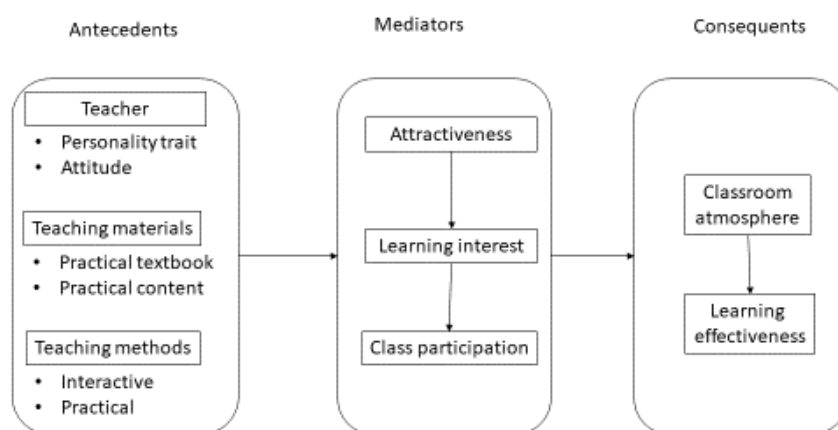 Antecedents
Mediators
Consequents
Teacher
• Personality trait
• Attitude
Teaching materials
• Practical textbook
• Practical content
Teaching methods
• Interactive
• Practical
Attractiveness
Learning interest
Class participation
Classroom
atmosphere
Learning
effectiveness